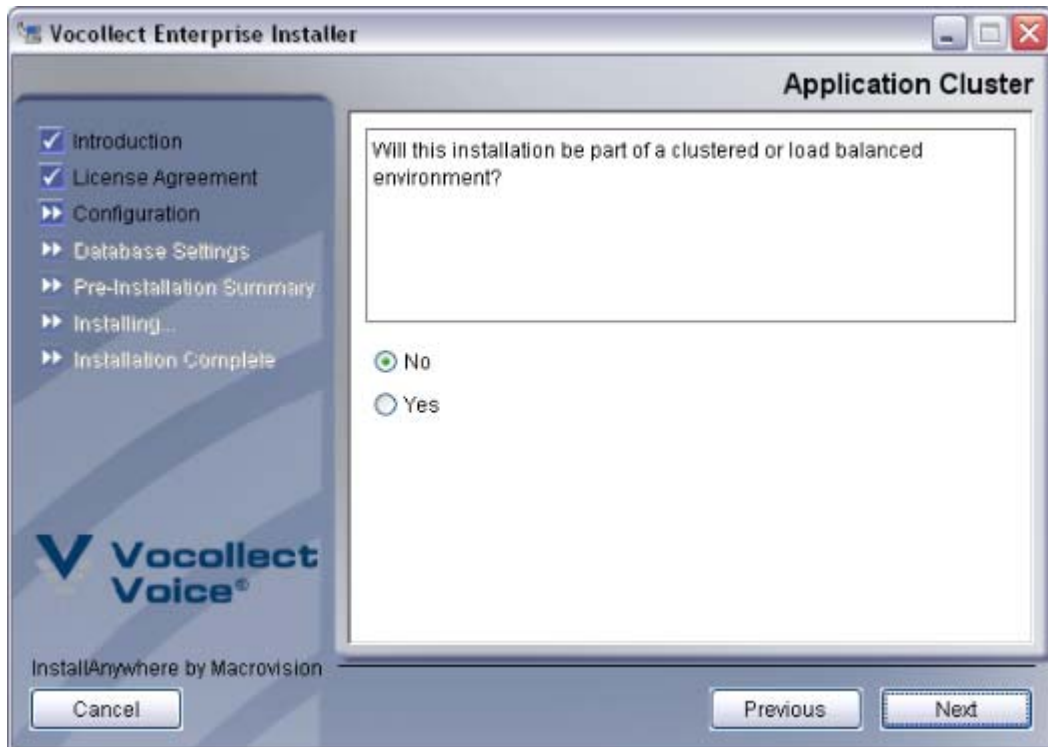 Vocollect Enterprise Installer
Application Cluster
Introduction
License Agreement
Configuration
Database Settings
Pre-Installation Summary
Installing...
Installation Complete
Will this installation be part of a clustered or load balanced
environment?
No
Yes
Vocollect
Voice®
InstallAnywhere by Macrovision
Cancel
Previous
Next